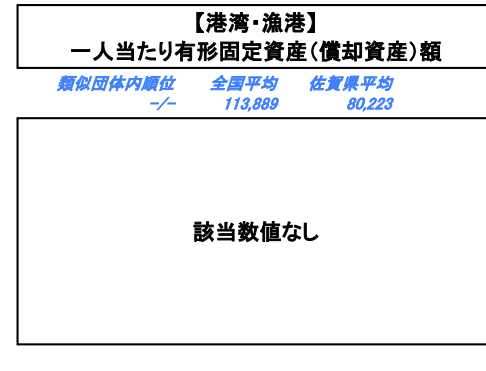 【港湾・漁港】
一人当たり有形固定資産（償却資産）額
類似団体内順位 全国平均 佐賀県平均
-/- 113,889 80,223
該当数値なし